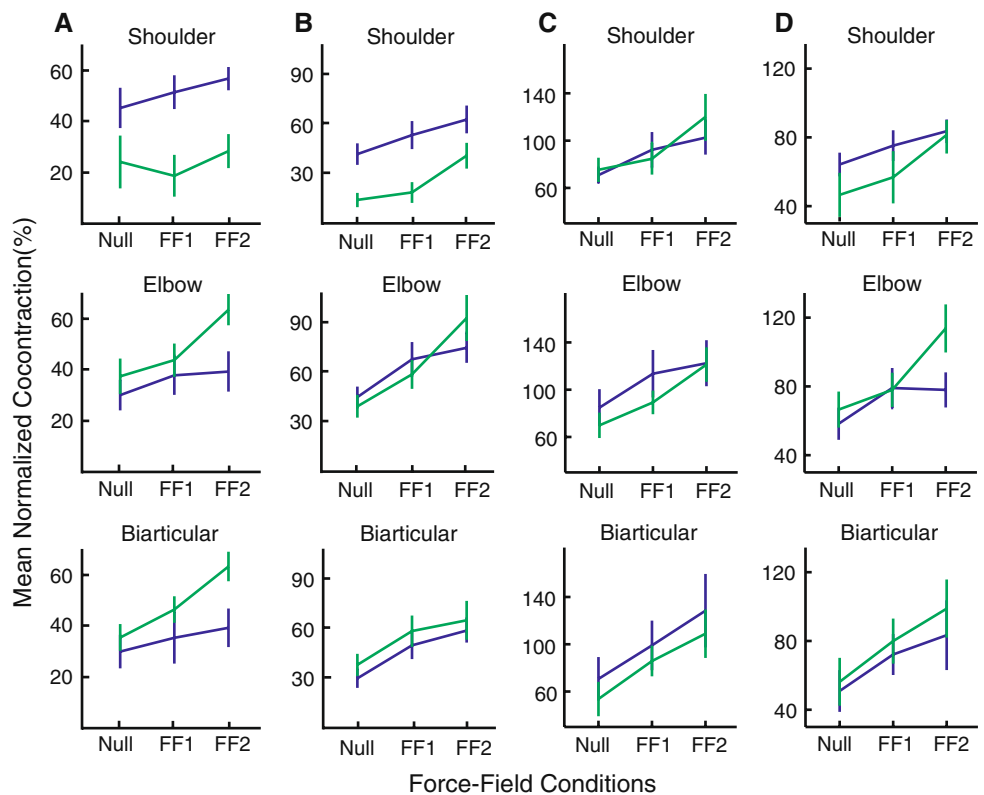 A B C D
Shoulder Shoulder Shoulder Shoulder
60 90 140 120
40 60 100 80
20 30 60 40
Null FF1 FF2 Null FF1 FF2 Null FF1 FF2 Null FF1 FF2
Elbow Elbow Elbow Elbow
60 90 140 120
40 60 100 80
20 30 60 40
Null FF1 FF2 Null FF1 FF2 Null FF1 FF2 Null FF1 FF2
Biarticular Biarticular Biarticular Biarticular
60 90 140 120
40 60 100 80
20 30 60 40
Null FF1 FF2 Null FF1 FF2 Null FF1 FF2 Null FF1 FF2
Mean Normalized Cocontraction(%)
Force-Field Conditions